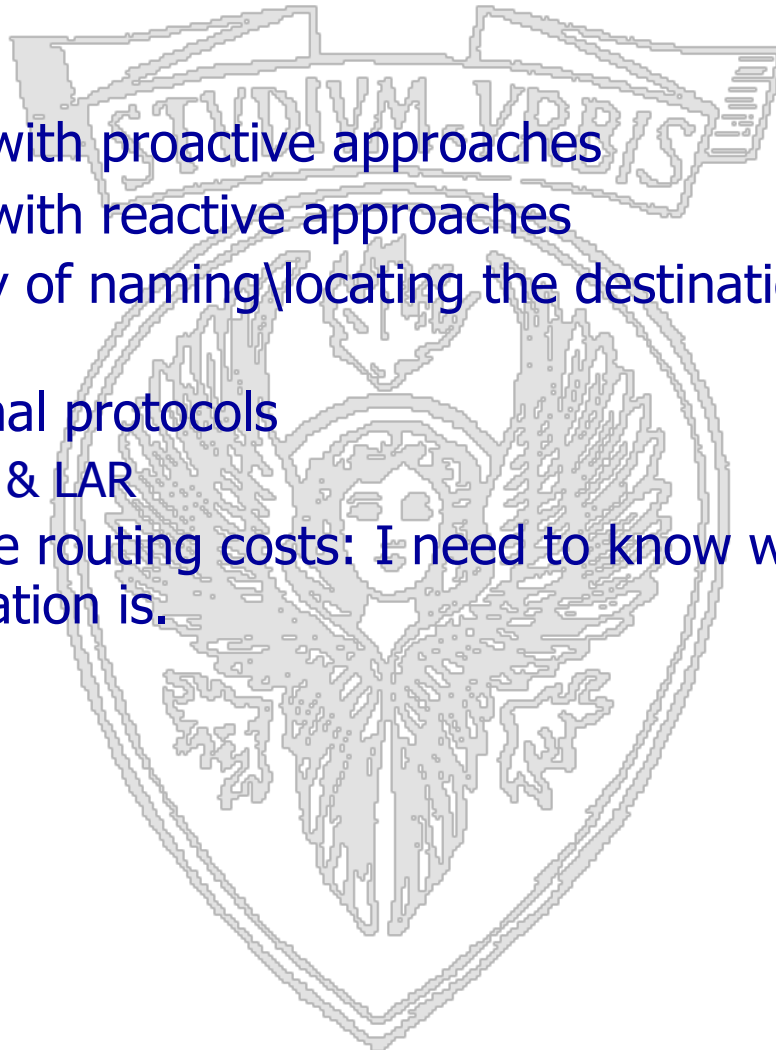 STVDIVM VRBIS
with proactive approaches
with reactive approaches
y of naming\locating the destinatio
nal protocols
& LAR
e routing costs: I need to know w
ation is.